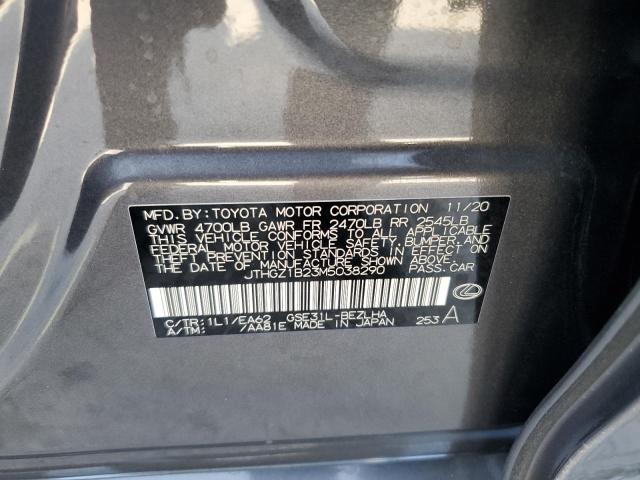 MFD. BY: TOYOTA MOTOR CORPORATION 11/20
GVWR 4700LB GAWR FR 2470LB RR 2545LB
THIS VEHICLE CONFORMS TO ALL APPLICABLE
FEDERAL MOTOR VEHICLE SAFETY, BUMPER, AND
THEFT PREVENTION STANDARDS IN EFFECT ON
THE DATE OF MANUFACTURE SHOWN ABOVE.
JTHGZ1B23M5038290 PASS. CAR
C/TR: 1L1/EA62 GSE31L-BEZLHA
A/TM: /AA81E MADE IN JAPAN 253 A